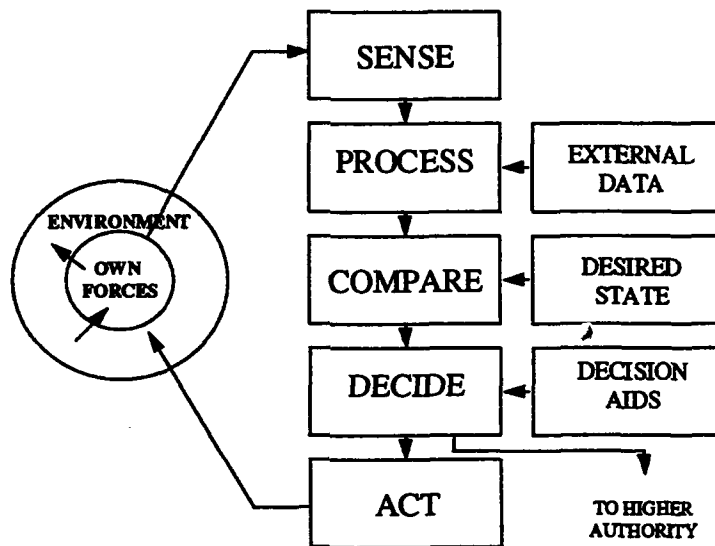 SENSE
PROCESS
EXTERNAL
DATA
ENVIRONMENT
OWN
FORCES
COMPARE
DESIRED
STATE
DECIDE
DECISION
AIDS
ACT
TO HIGHER
AUTHORITY